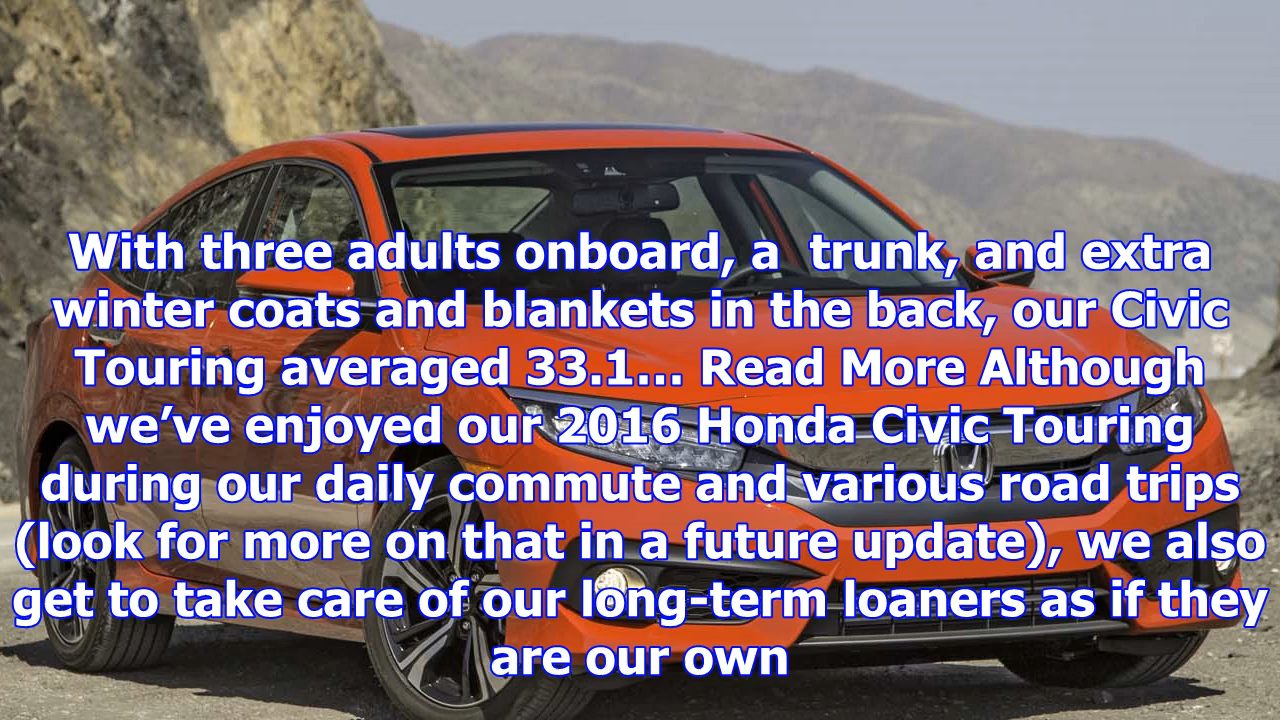 With three adults onboard, a  trunk, and extra
winter coats and blankets in the back, our Civic
Touring averaged 33.1... Read More Although
we’ve enjoyed our 2016 Honda Civic Touring
during our daily commute and various road trips
(look for more on that in a future update), we also
get to take care of our long-term loaners as if they
are our own